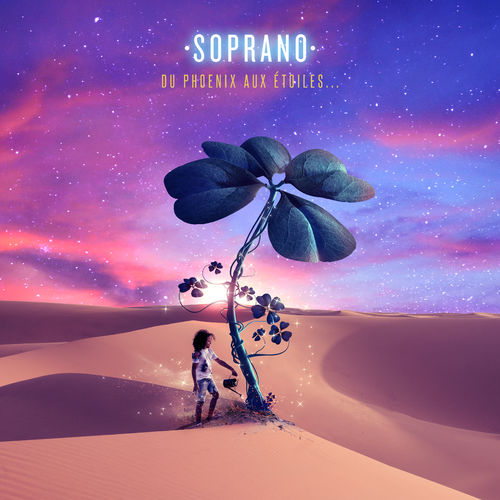 ·SOPRANO·
DU PHOENIX AUX ÉTOILES...